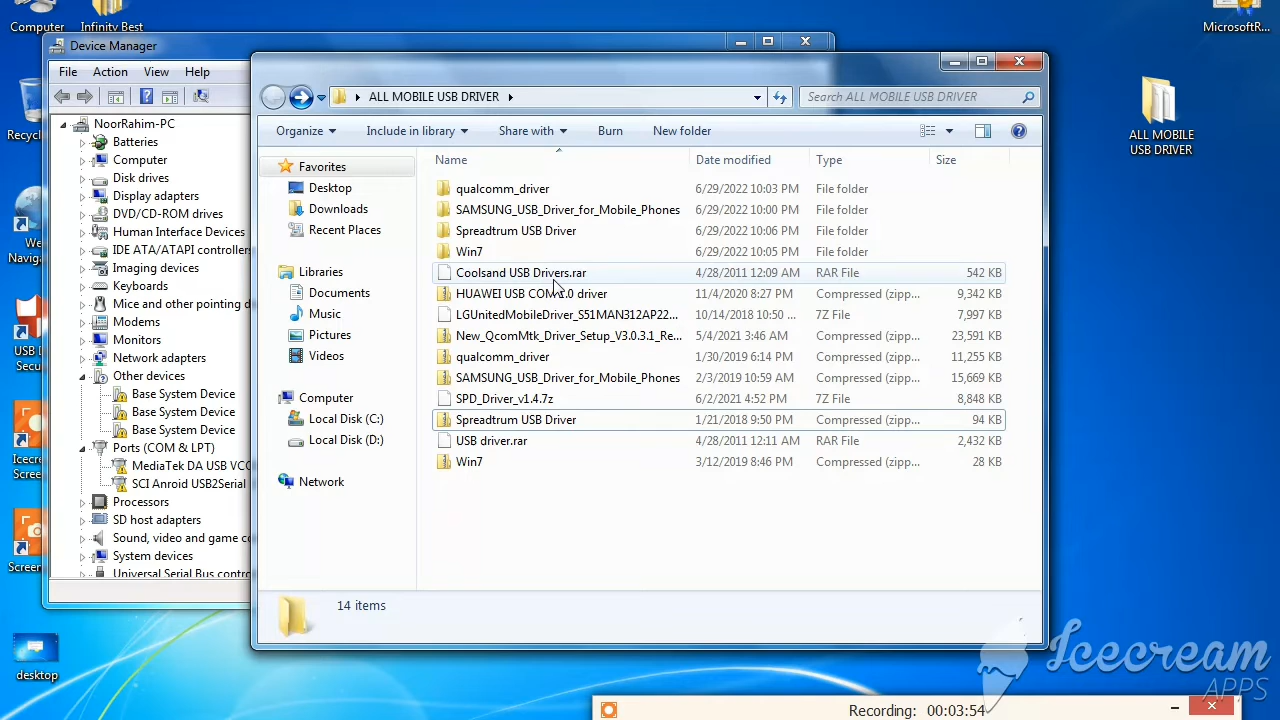 Computer
Infinity Best
MicrosoftR...
Device Manager
File Action View Help
NoorRahim-PC
Batteries
Computer
Disk drives
Display adapters
DVD/CD-ROM drives
Human Interface Devices
IDE ATA/ATAPI controllers
Imaging devices
Keyboards
Mice and other pointing d
Modems
Monitors
Network adapters
Other devices
Base System Device
Base System Device
Base System Device
Ports (COM & LPT)
MediaTek DA USB VCO
SCI Anroid USB2Serial
Processors
SD host adapters
Sound, video and game co
System devices
Universal Serial Bus contro
ALL MOBILE USB DRIVER
Search ALL MOBILE USB DRIVER
Organize Include in library Share with Burn New folder
Favorites
Desktop
Downloads
Recent Places
Libraries
Documents
Music
Pictures
Videos
Computer
Local Disk (C:)
Local Disk (D:)
Network
Name Date modified Type Size
qualcomm_driver 6/29/2022 10:03 PM File folder
SAMSUNG_USB_Driver_for_Mobile_Phones 6/29/2022 10:00 PM File folder
Spreadtrum USB Driver 6/29/2022 10:06 PM File folder
Win7 6/29/2022 10:05 PM File folder
Coolsand USB Drivers.rar 4/28/2011 12:09 AM RAR File 542 KB
HUAWEI USB COM 1.0 driver 11/4/2020 8:27 PM Compressed (zipp... 9,342 KB
LGUnitedMobileDriver_S51MAN312AP22... 10/14/2018 10:50 ... 7Z File 7,997 KB
New_QcomMtk_Driver_Setup_V3.0.3.1_Re... 5/4/2021 3:46 AM Compressed (zipp... 23,591 KB
qualcomm_driver 1/30/2019 6:14 PM Compressed (zipp... 11,255 KB
SAMSUNG_USB_Driver_for_Mobile_Phones 2/3/2019 10:59 AM Compressed (zipp... 15,669 KB
SPD_Driver_v1.4.7z 6/2/2021 4:52 PM 7Z File 8,848 KB
Spreadtrum USB Driver 1/21/2018 9:50 PM Compressed (zipp... 94 KB
USB driver.rar 4/28/2011 12:11 AM RAR File 2,432 KB
Win7 3/12/2019 8:46 PM Compressed (zipp... 28 KB
14 items
ALL MOBILE
USB DRIVER
Recyc
We
Navig
USB D
Secu
Icecre
Screen
Screen
desktop
Icecream
APPS
Recording: 00:03:54